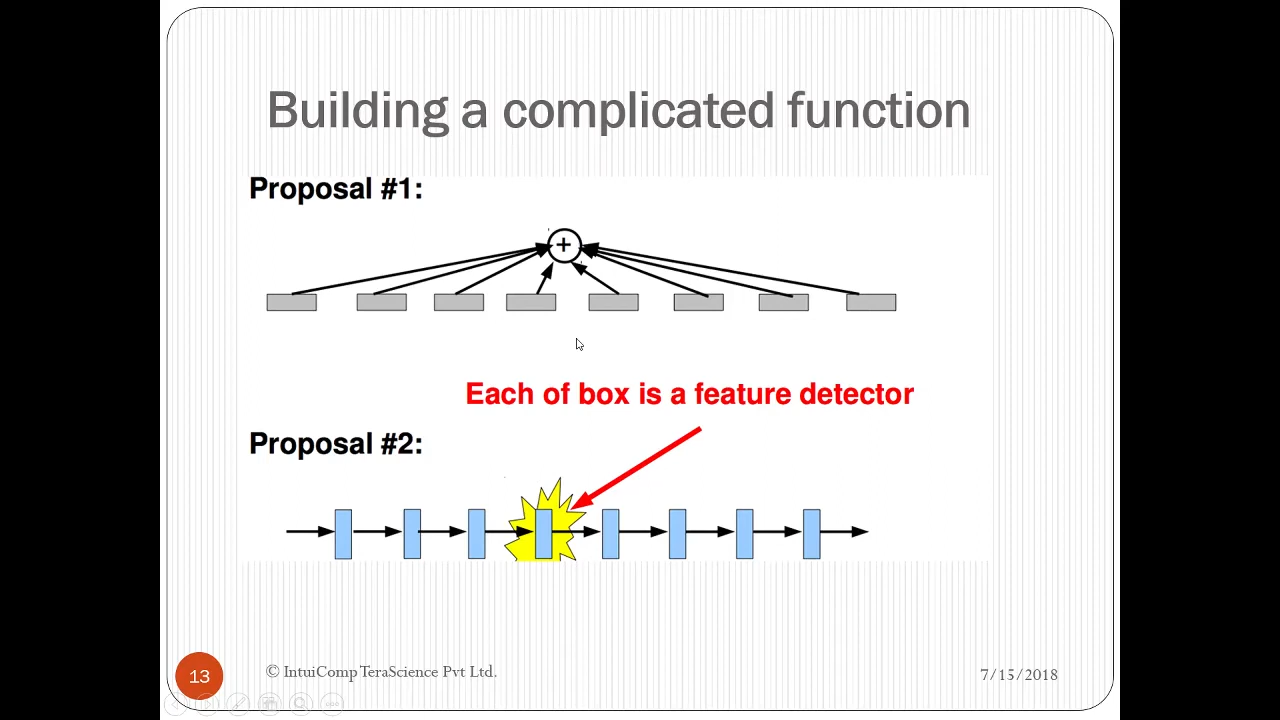 Building a complicated function
Proposal #1:
+
Each of box is a feature detector
Proposal #2:
13
© IntuiComp TeraScience Pvt Ltd.
7/15/2018